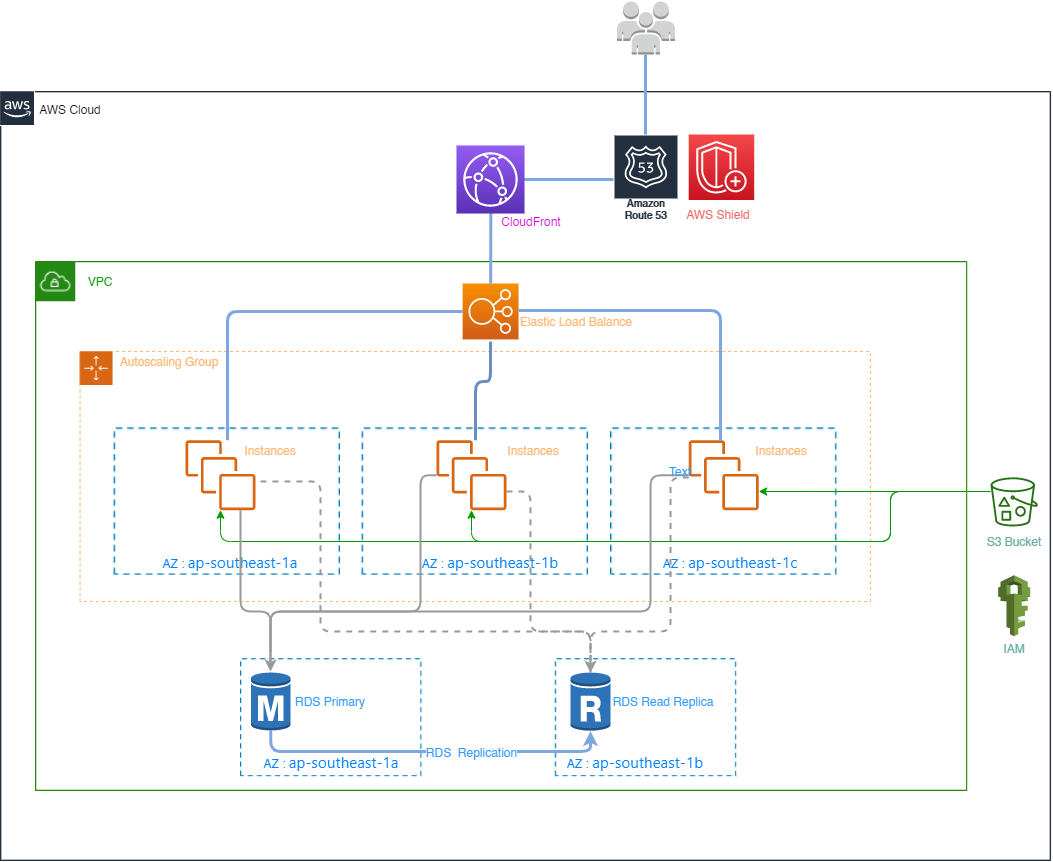 aws
AWS Cloud
53
Amazon
Route 53
AWS Shield
CloudFront
VPC
Elastic Load Balance
Autoscaling Group
Instances
Instances
Instances
Tex
AZ : ap-southeast-1a
AZ : ap-southeast-1b
AZ : ap-southeast-1c
S3 Bucket
IAM
M
RDS Primary
R
RDS Read Replica
RDS  Replication
AZ : ap-southeast-1a
AZ : ap-southeast-1b